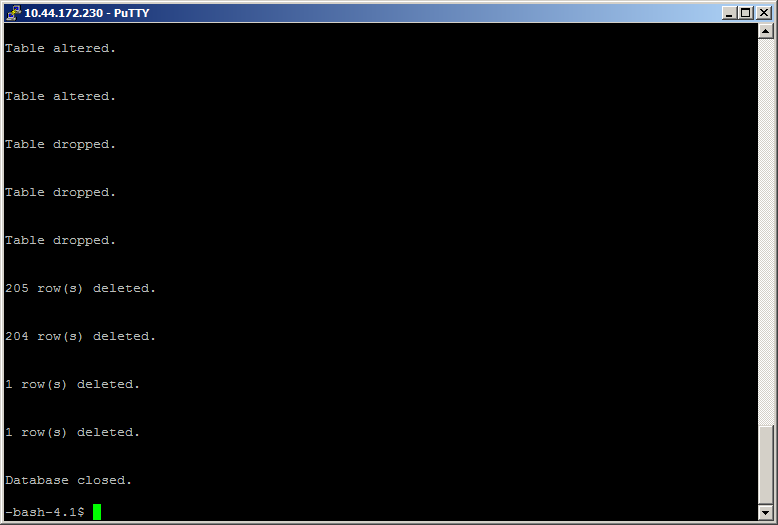 10.44.172.230 - PuTTY
Table altered.
Table altered.
Table dropped.
Table dropped.
Table dropped.
205 row(s) deleted.
204 row(s) deleted.
1 row(s) deleted.
1 row(s) deleted.
Database closed.
-bash-4.1$